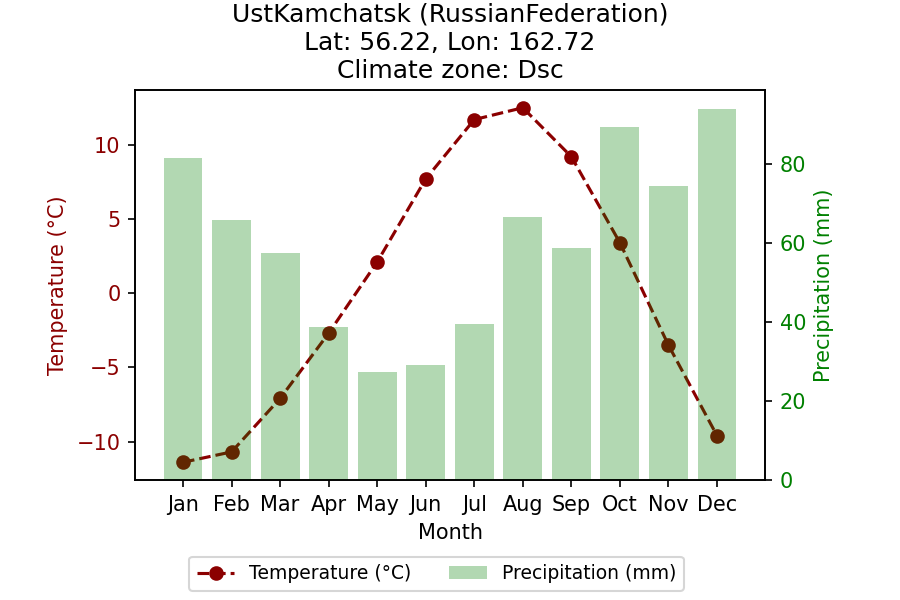 UstKamchatsk (RussianFederation)
Lat: 56.22, Lon: 162.72
Climate zone: Dsc
10
5
0
−5
−10
Temperature (°C)
80
60
40
20
0
Precipitation (mm)
Jan Feb Mar Apr May Jun Jul Aug Sep Oct Nov Dec
Month
Temperature (°C) Precipitation (mm)